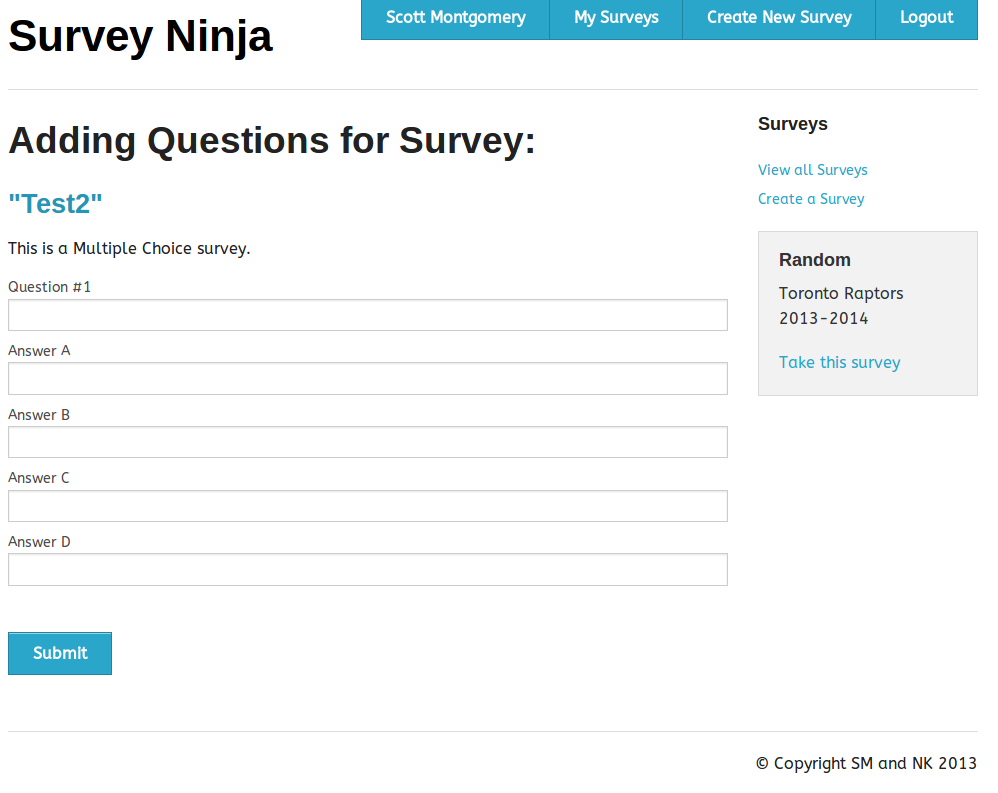 Survey Ninja
Scott Montgomery
My Surveys
Create New Survey
Logout
Adding Questions for Survey:
"Test2"
This is a Multiple Choice survey.
Question #1
Answer A
Answer B
Answer C
Answer D
Submit
Surveys
View all Surveys
Create a Survey
Random
Toronto Raptors
2013-2014
Take this survey
© Copyright SM and NK 2013